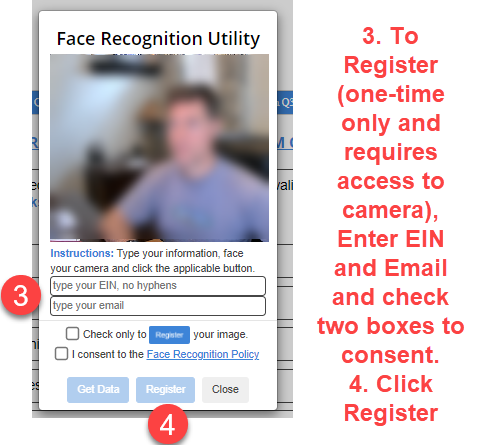 Face Recognition Utility
Instructions: Type your information, face
your camera and click the applicable button.
type your EIN, no hyphens
type your email
Check only to Register your image.
I consent to the Face Recognition Policy
Get Data Register Close
3
4
3. To
Register
(one-time
only and
requires
access to
camera),
Enter EIN
and Email
and check
two boxes to
consent.
4. Click
Register